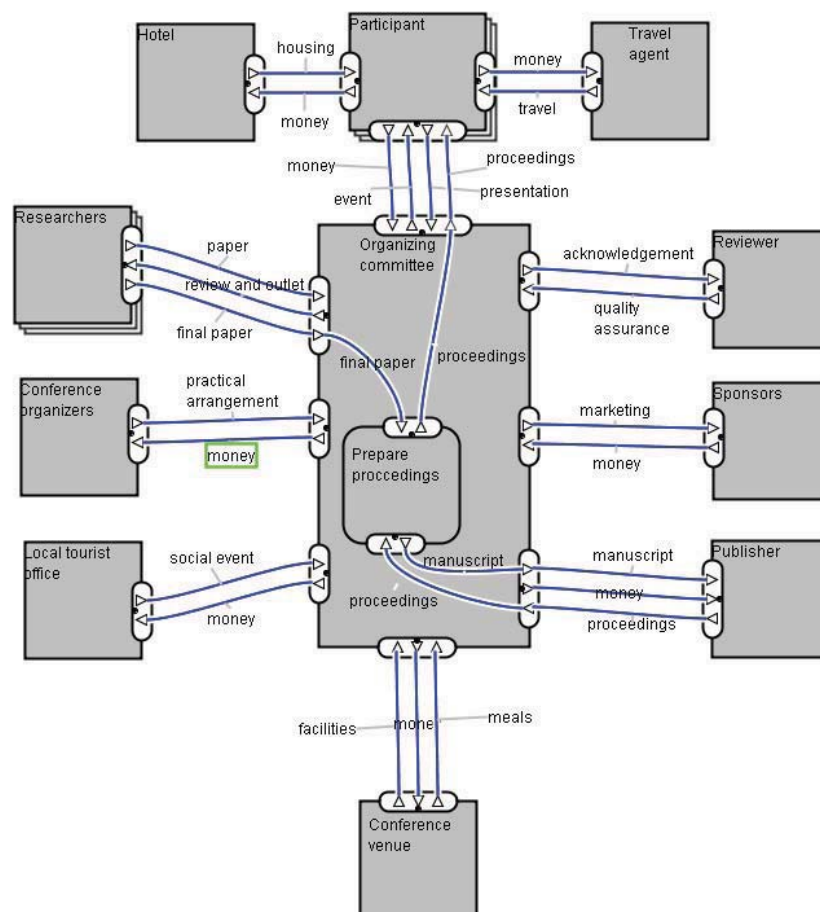 Hotel
Participant
Travel
agent
housing
money
money
travel
money
proceedings
event
presentation
Researchers
paper
review and outlet
final paper
Organizing
committee
acknowledgement
quality
assurance
Reviewer
final paper
proceedings
Conference
organizers
practical
arrangement
money
marketing
money
Sponsors
Prepare
proccedings
Local tourist
office
social event
money
manuscript
proceedings
manuscript
money
proceedings
Publisher
facilities
money
meals
Conference
venue